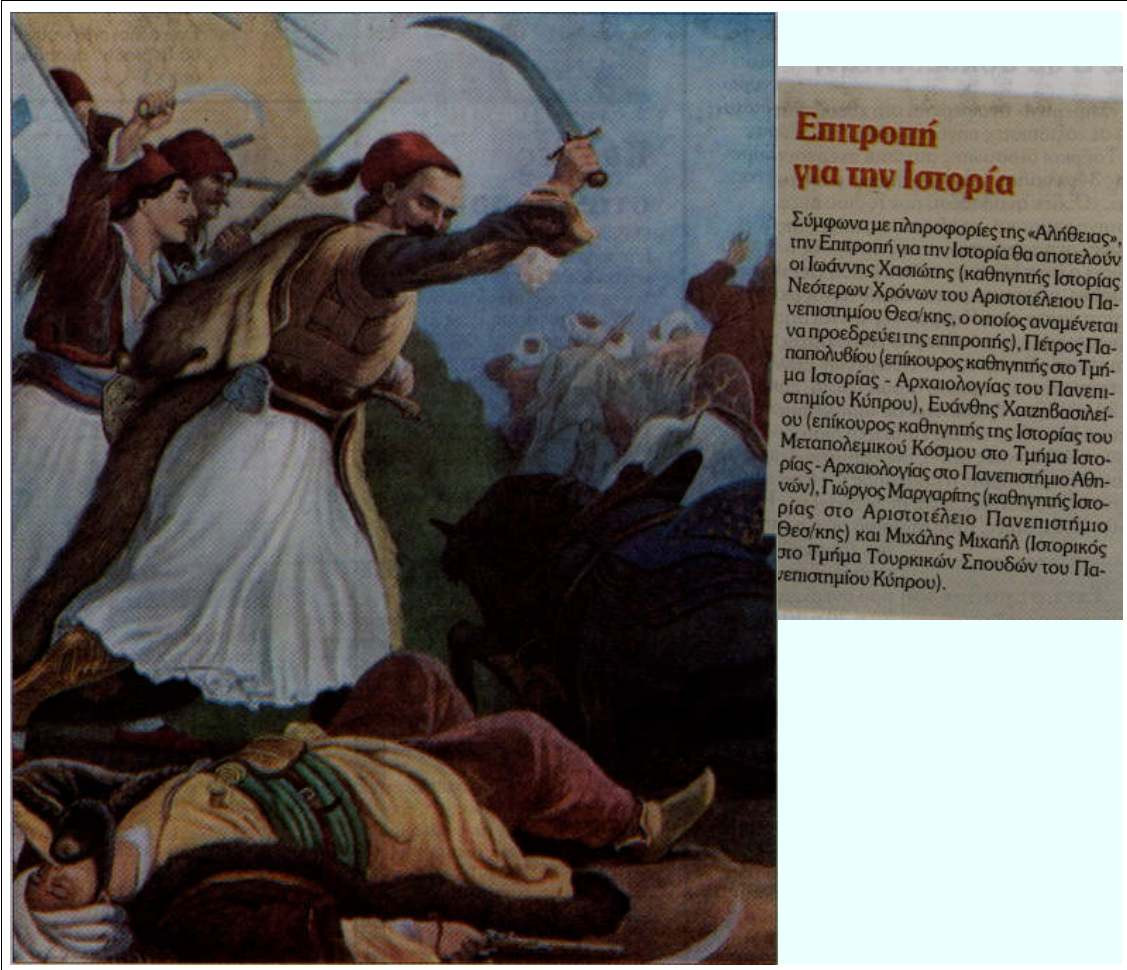 Επιτροπή
για την Ιστορία
Σύμφωνα με πληροφορίες της «Αλήθειας»,
την Επιτροπή για την Ιστορία θα αποτελούν
οι Ιωάννης Χασιώτης (καθηγητής Ιστορίας
Νεότερων Χρόνων του Αριστοτέλειου Πα-
νεπιστημίου Θεσ/κης, ο οποίος αναμένεται
να προεδρεύει της επιτροπής), Πέτρος Πα-
παπολυβίου (επίκουρος καθηγητής στο Τμή-
μα Ιστορίας - Αρχαιολογίας του Πανεπι-
στημίου Κύπρου), Ευάνθης Χατζηβασιλεί-
ου (επίκουρος καθηγητής της Ιστορίας του
Μεταπολεμικού Κόσμου στο Τμήμα Ιστο-
ρίας - Αρχαιολογίας στο Πανεπιστήμιο Αθη-
νών), Γιώργος Μαργαρίτης (καθηγητής Ιστο-
ρίας στο Αριστοτέλειο Πανεπιστήμιο
Θεσ/κης) και Μιχάλης Μιχαήλ (Ιστορικός
στο Τμήμα Τουρκικών Σπουδών του Πα-
νεπιστημίου Κύπρου).